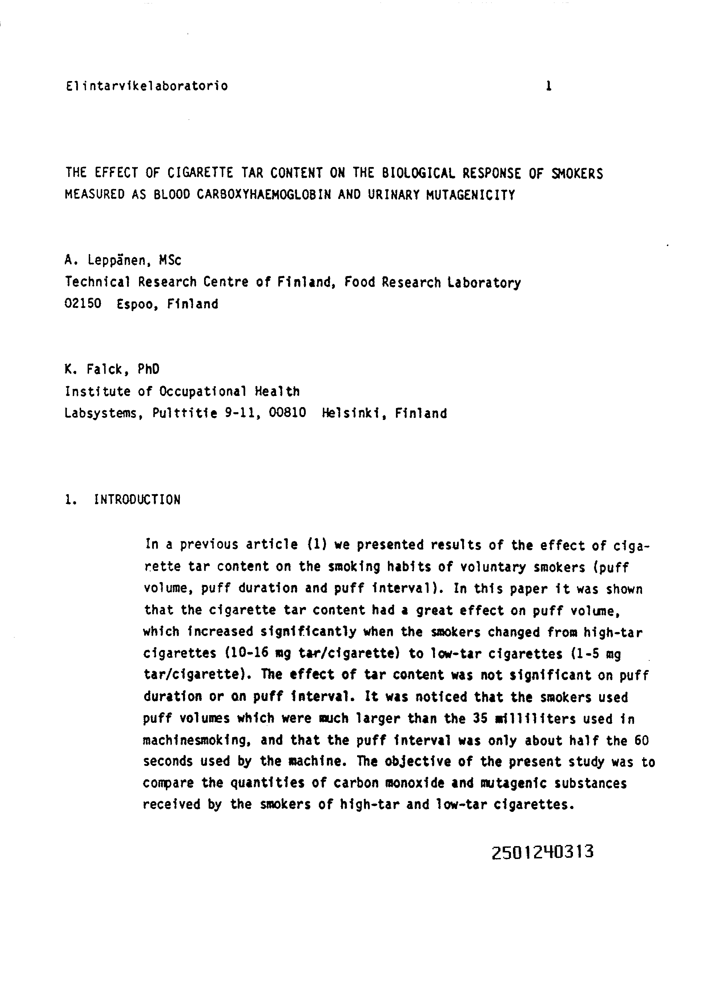 Elintarvikelaboratorio 1
THE EFFECT OF CIGARETTE TAR CONTENT ON THE BIOLOGICAL RESPONSE OF SMOKERS
MEASURED AS BLOOD CARBOXYHAEMOGLOBIN AND URINARY MUTAGENICITY
A. Leppänen, MSc
Technical Research Centre of Finland, Food Research Laboratory
02150 Espoo, Finland
K. Falck, PhD
Institute of Occupational Health
Labsystems, Pulttitie 9-11, 00810 Helsinki, Finland
1. INTRODUCTION
In a previous article (1) we presented results of the effect of ciga-
rette tar content on the smoking habits of voluntary smokers (puff
volume, puff duration and puff interval). In this paper it was shown
that the cigarette tar content had a great effect on puff volume,
which increased significantly when the smokers changed from high-tar
cigarettes (10-16 mg tar/cigarette) to low-tar cigarettes (1-5 mg
tar/cigarette). The effect of tar content was not significant on puff
duration or on puff interval. It was noticed that the smokers used
puff volumes which were much larger than the 35 milliliters used in
machinesmoking, and that the puff interval was only about half the 60
seconds used by the machine. The objective of the present study was to
compare the quantities of carbon monoxide and mutagenic substances
received by the smokers of high-tar and low-tar cigarettes.
2501240313